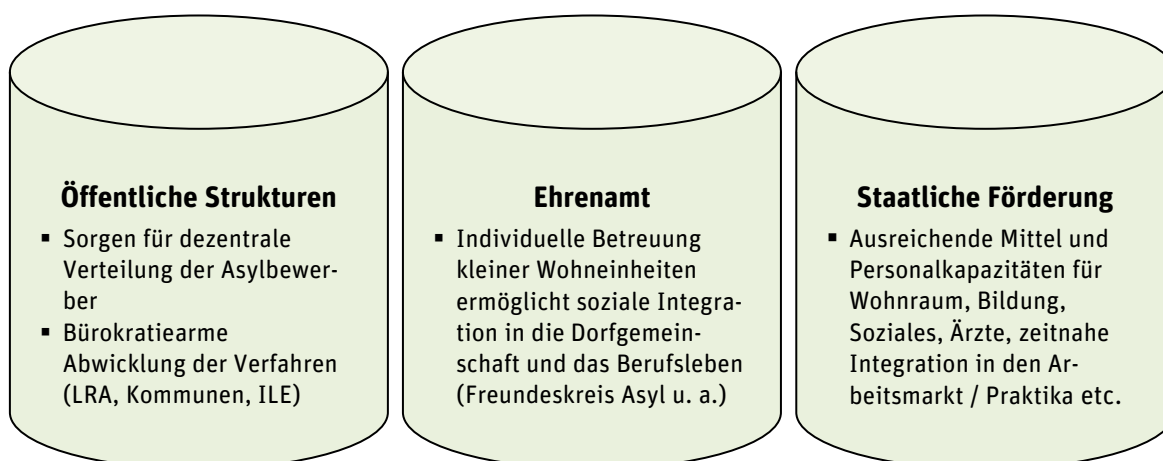 Öffentliche Strukturen
▪ Sorgen für dezentrale
Verteilung der Asylbewer-
ber
▪ Bürokratiearme
Abwicklung der Verfahren
(LRA, Kommunen, ILE)
Ehrenamt
▪ Individuelle Betreuung
kleiner Wohneinheiten
ermöglicht soziale Integra-
tion in die Dorfgemein-
schaft und das Berufsleben
(Freundeskreis Asyl u. a.)
Staatliche Förderung
▪ Ausreichende Mittel und
Personalkapazitäten für
Wohnraum, Bildung,
Soziales, Ärzte, zeitnahe
Integration in den Ar-
beitsmarkt / Praktika etc.